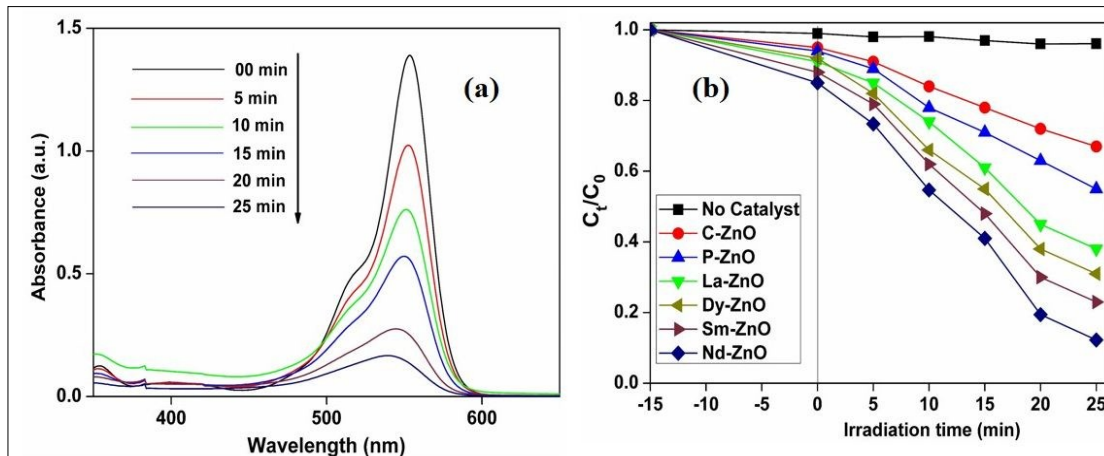 1.5
1.0
0.5
0.0
Absorbance (a.u.)
00 min
5 min
10 min
15 min
20 min
25 min
(a)
400
500
600
Wavelength (nm)
1.0
0.8
0.6
0.4
0.2
0.0
Ct/C0
(b)
No Catalyst
C-ZnO
P-ZnO
La-ZnO
Dy-ZnO
Sm-ZnO
Nd-ZnO
-15 -10 -5 0 5 10 15 20 25
Irradiation time (min)